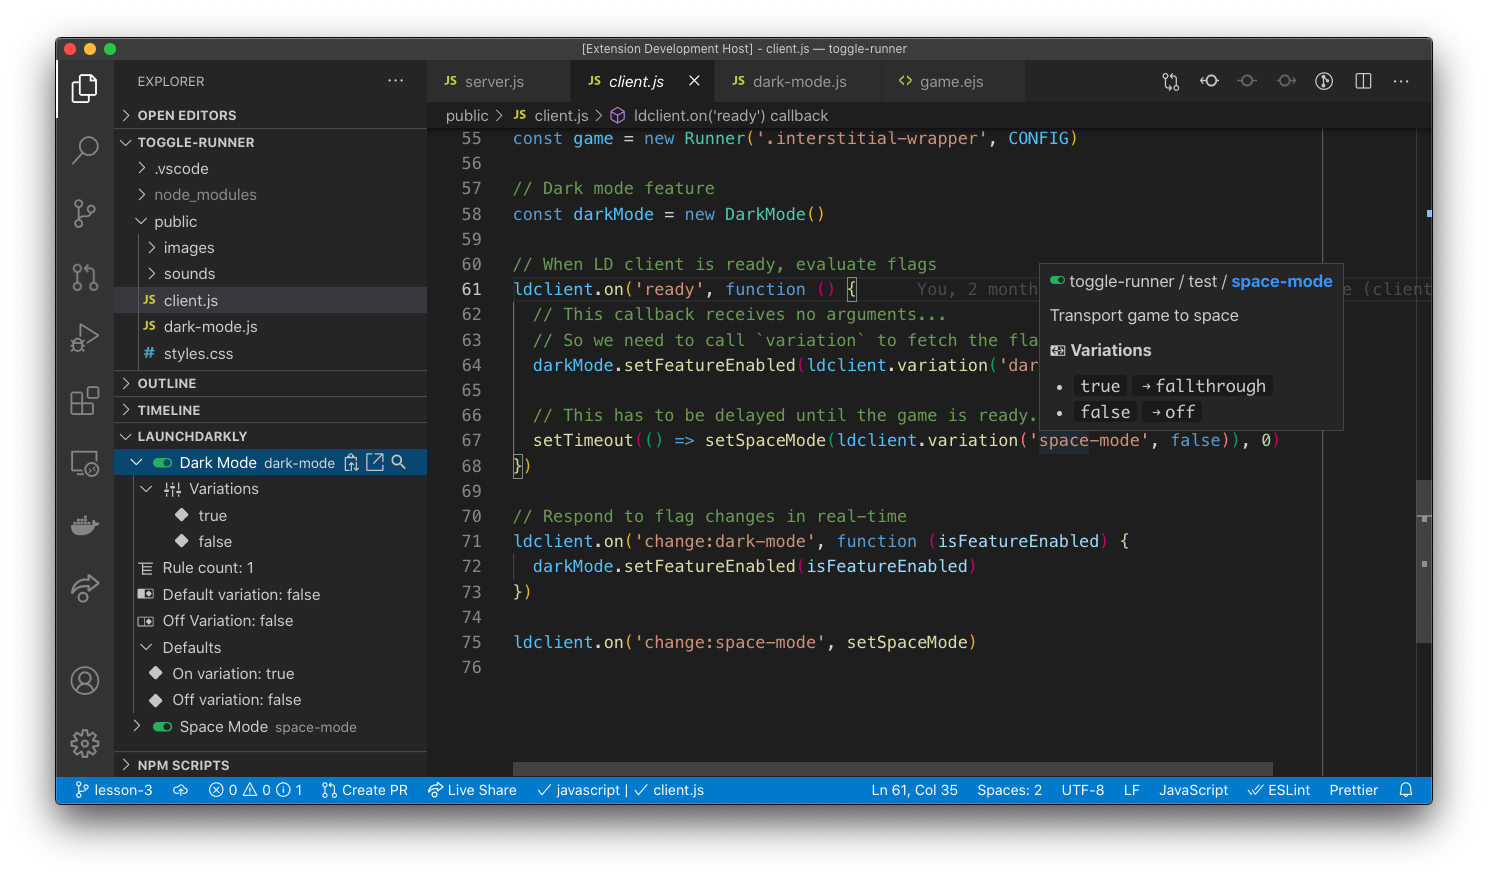 [Extension Development Host] - client.js — toggle-runner
EXPLORER
OPEN EDITORS
TOGGLE-RUNNER
.vscode
node_modules
public
images
sounds
JS client.js
JS dark-mode.js
# styles.css
OUTLINE
TIMELINE
LAUNCHDARKLY
Dark Mode dark-mode
Variations
true
false
Rule count: 1
Default variation: false
Off Variation: false
Defaults
On variation: true
Off variation: false
Space Mode space-mode
NPM SCRIPTS
JS server.js JS client.js JS dark-mode.js <> game.ejs
public > JS client.js > ldclient.on('ready') callback
55 const game = new Runner('.interstitial-wrapper', CONFIG)
56
57 // Dark mode feature
58 const darkMode = new DarkMode()
59
60 // When LD client is ready, evaluate flags
61 ldclient.on('ready', function () { You, 2 month (client
62 // This callback receives no arguments...
63 // So we need to call `variation` to fetch the fla
64 darkMode.setFeatureEnabled(ldclient.variation('dar
65
66 // This has to be delayed until the game is ready.
67 setTimeout(() => setSpaceMode(ldclient.variation('space-mode', false)), 0)
68 })
69
70 // Respond to flag changes in real-time
71 ldclient.on('change:dark-mode', function (isFeatureEnabled) {
72 darkMode.setFeatureEnabled(isFeatureEnabled)
73 })
74
75 ldclient.on('change:space-mode', setSpaceMode)
76
toggle-runner / test / space-mode
Transport game to space
Variations
• true → fallthrough
• false → off
lesson-3 0 0 1 Create PR Live Share ✓ javascript | ✓ client.js Ln 61, Col 35 Spaces: 2 UTF-8 LF JavaScript ESLint Prettier